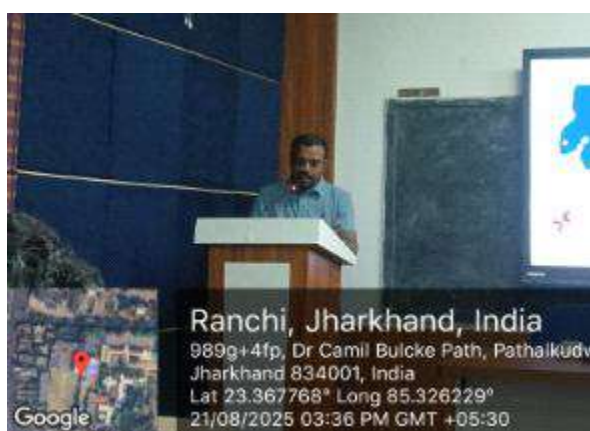 Ranchi, Jharkhand, India
989g+4fp, Dr Camil Bulcke Path, Pathalkudw
Jharkhand 834001, India
Lat 23.367768° Long 85.326229°
21/08/2025 03:36 PM GMT +05:30
Google